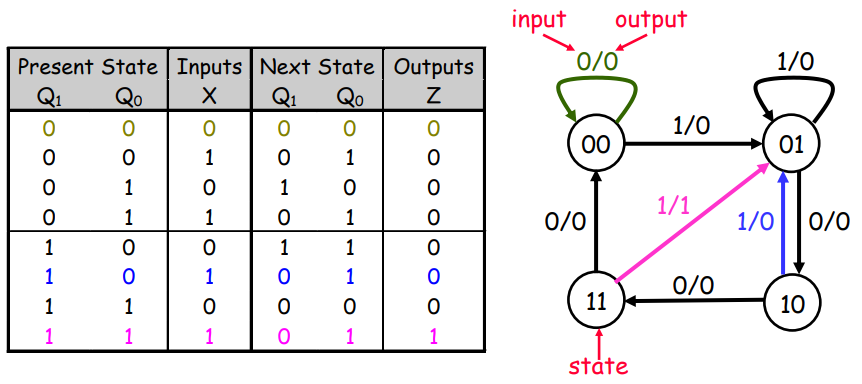 Present State Inputs Next State Outputs
Q1 Q0 X Q1 Q0 Z
0 0 0 0 0 0
0 0 1 0 1 0
0 1 0 1 0 0
0 1 1 0 1 0
1 0 0 1 1 0
1 0 1 0 1 0
1 1 0 0 0 0
1 1 1 0 1 1
input output
0/0 1/0
00 1/0 01
0/0 1/1 1/0 0/0
11 0/0 10
state